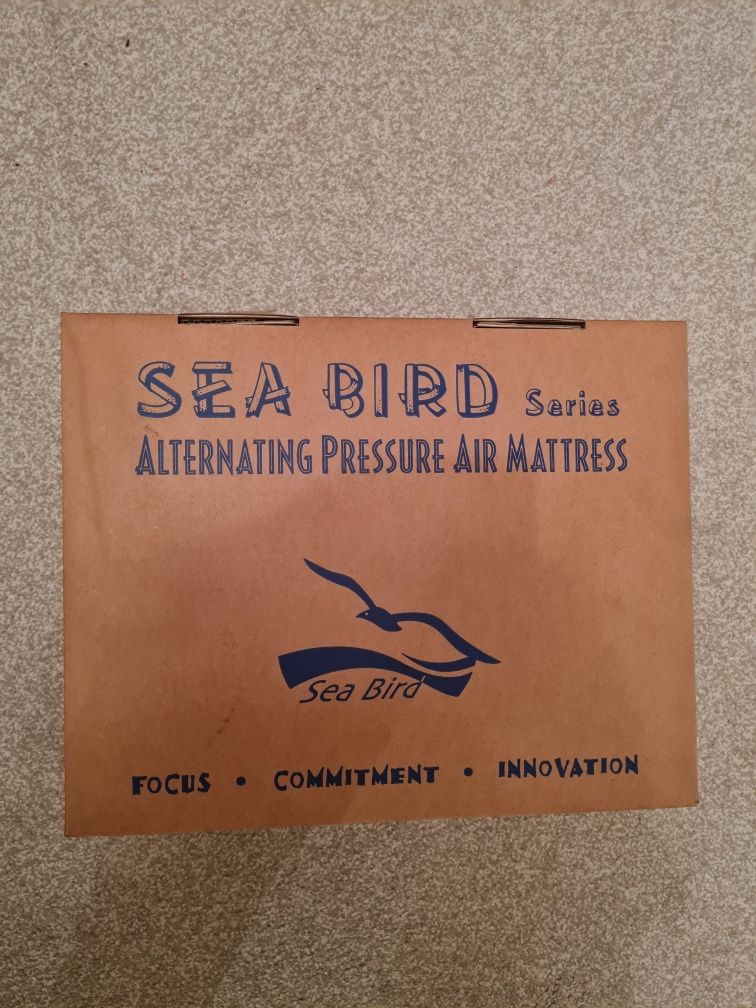 SEA BIRD Series
ALTERNATING PRESSURE AIR MATTRESS
Sea Bird
FOCUS • COMMITMENT • INNOVATION